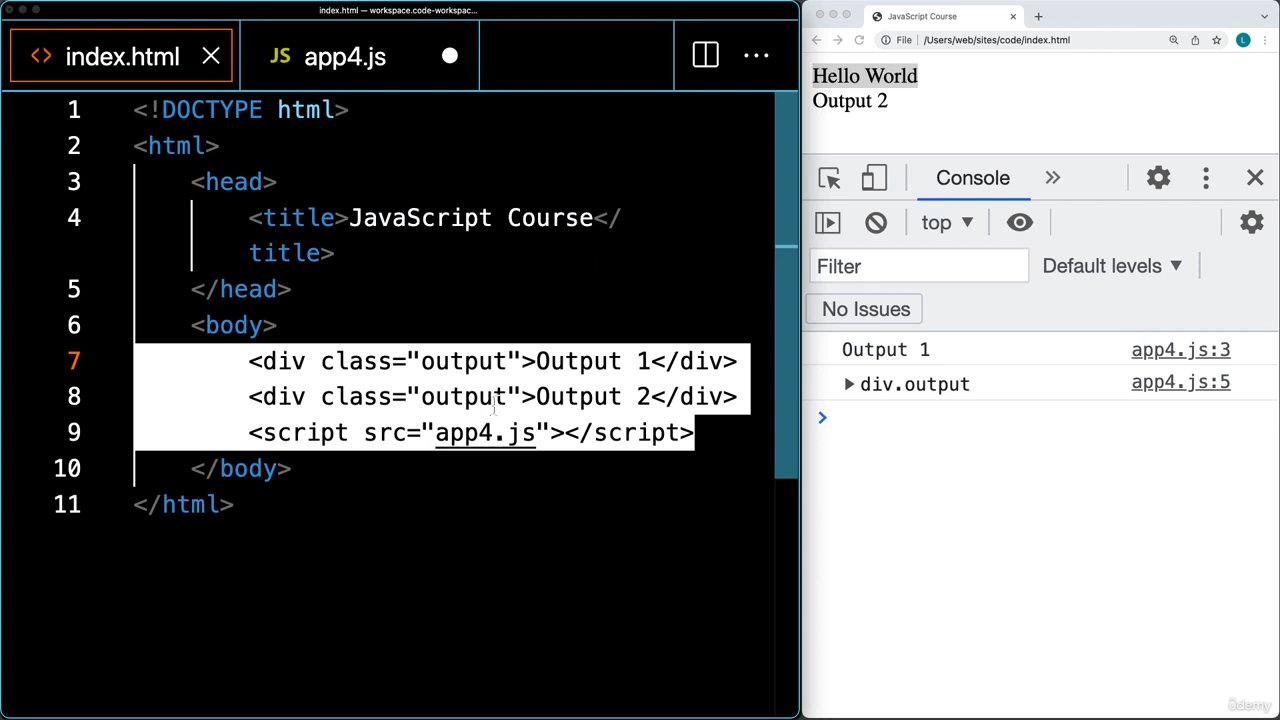 index.html — workspace.code-workspac...
index.html
JS app4.js
1 <!DOCTYPE html>
2 <html>
3 <head>
4 <title>JavaScript Course</
title>
5 </head>
6 <body>
7 <div class="output">Output 1</div>
8 <div class="output">Output 2</div>
9 <script src="app4.js"></script>
10 </body>
11 </html>
JavaScript Course
File /Users/web/sites/code/index.html
L
Hello World
Output 2
Console
top
Filter
Default levels
No Issues
Output 1 app4.js:3
div.output app4.js:5
ûdemy